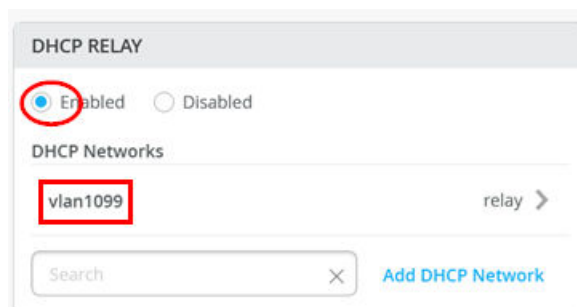 DHCP RELAY
Enabled Disabled
DHCP Networks
vlan1099 relay
Search Add DHCP Network